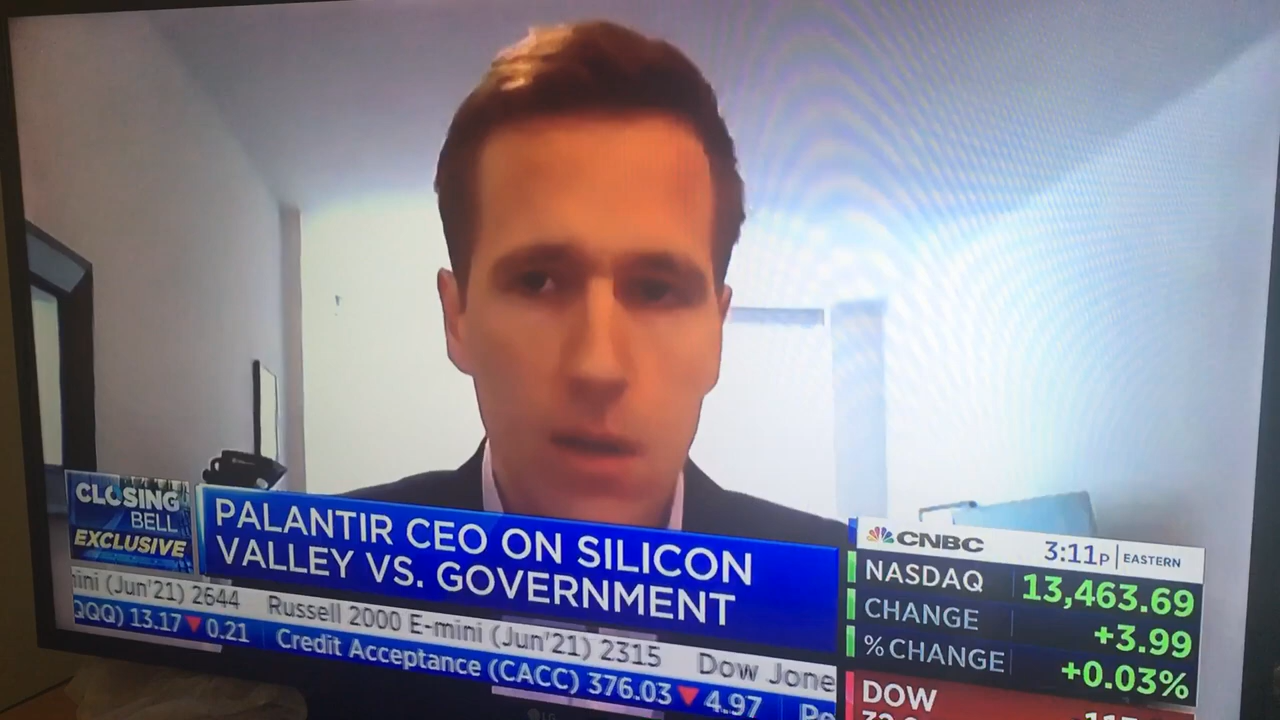 CLOSING
BELL
EXCLUSIVE
PALANTIR CEO ON SILICON
VALLEY VS. GOVERNMENT
CNBC 3:11P | EASTERN
NASDAQ 13,463.69
CHANGE +3.99
% CHANGE +0.03%
DOW
(Jun'21) 2644 Russell 2000 E-mini (Jun'21) 2315 Dow Jone
QQQ) 13.17 ▼ 0.21 Credit Acceptance (CACC) 376.03 ▼ 4.97
LG